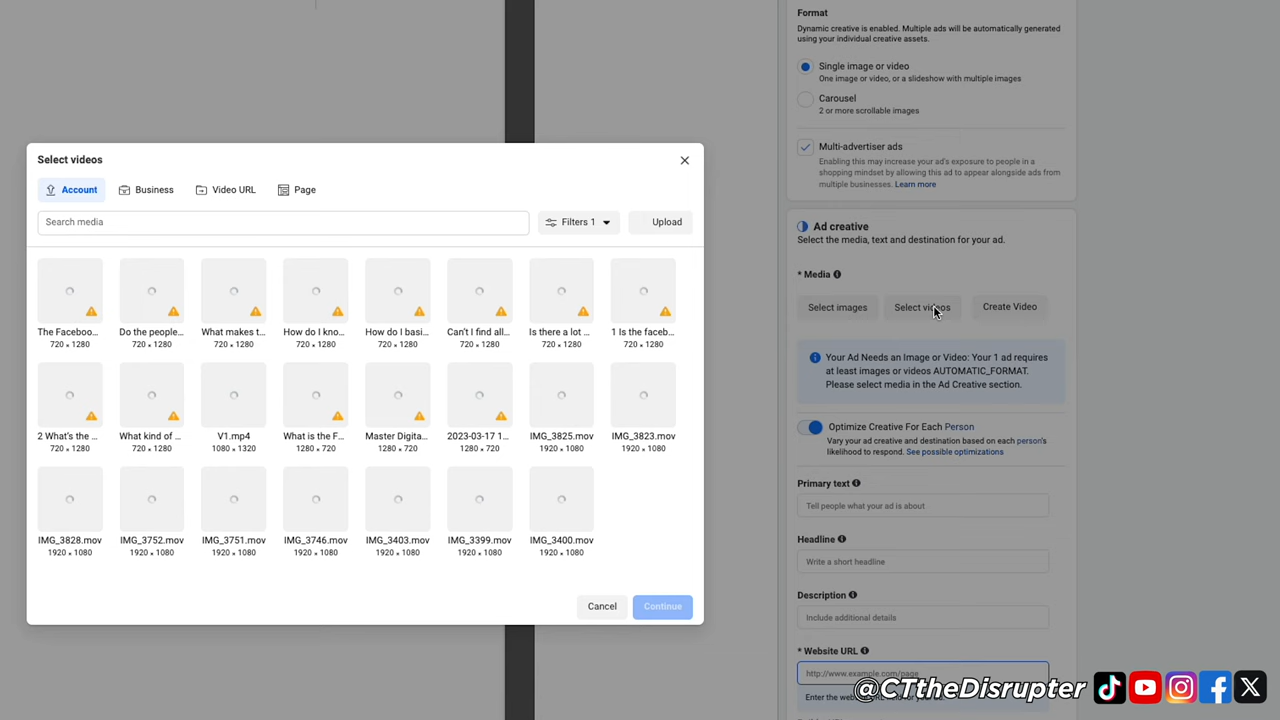 Format
Dynamic creative is enabled. Multiple ads will be automatically generated
using your individual creative assets.
Single image or video
One image or video, or a slideshow with multiple images
Carousel
2 or more scrollable images
Multi-advertiser ads
Enabling this may increase your ad's exposure to people in a
shopping mindset by allowing this ad to appear alongside ads from
multiple businesses. Learn more
Select videos
Account Business Video URL Page
Search media
Filters 1
Upload
The Faceboo... Do the people... What makes t... How do I kno... How do I basi... Can't I find all... Is there a lot ... 1 Is the faceb...
720 × 1280 720 × 1280 720 × 1280 720 × 1280 720 × 1280 720 × 1280 720 × 1280 720 × 1280
2 What's the ... What kind of ... V1.mp4 What is the F... Master Digita... 2023-03-17 1... IMG_3825.mov IMG_3823.mov
720 × 1280 720 × 1280 1080 × 1320 1280 × 720 1280 × 720 1280 × 720 1920 × 1080 1920 × 1080
IMG_3828.mov IMG_3752.mov IMG_3751.mov IMG_3746.mov IMG_3403.mov IMG_3399.mov IMG_3400.mov
1920 × 1080 1920 × 1080 1920 × 1080 1920 × 1080 1920 × 1080 1920 × 1080 1920 × 1080
Cancel Continue
Ad creative
Select the media, text and destination for your ad.
* Media
Select images Select videos Create Video
Your Ad Needs an Image or Video: Your 1 ad requires
at least images or videos AUTOMATIC_FORMAT.
Please select media in the Ad Creative section.
Optimize Creative For Each Person
Vary your ad creative and destination based on each person's
likelihood to respond. See possible optimizations
Primary text
Tell people what your ad is about
Headline
Write a short headline
Description
Include additional details
* Website URL
http://www.example.com/page
Enter the
@CTtheDisrupter